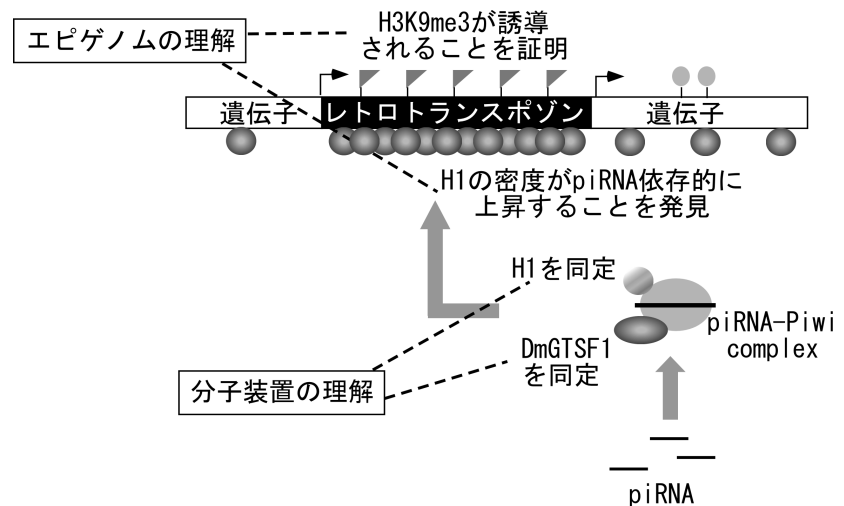 エピゲノムの理解
H3K9me3が誘導
されることを証明
遺伝子
レトロトランスポゾン
遺伝子
H1の密度がpiRNA依存的に
上昇することを発見
H1を同定
piRNA-Piwi
complex
DmGTSF1
を同定
分子装置の理解
piRNA